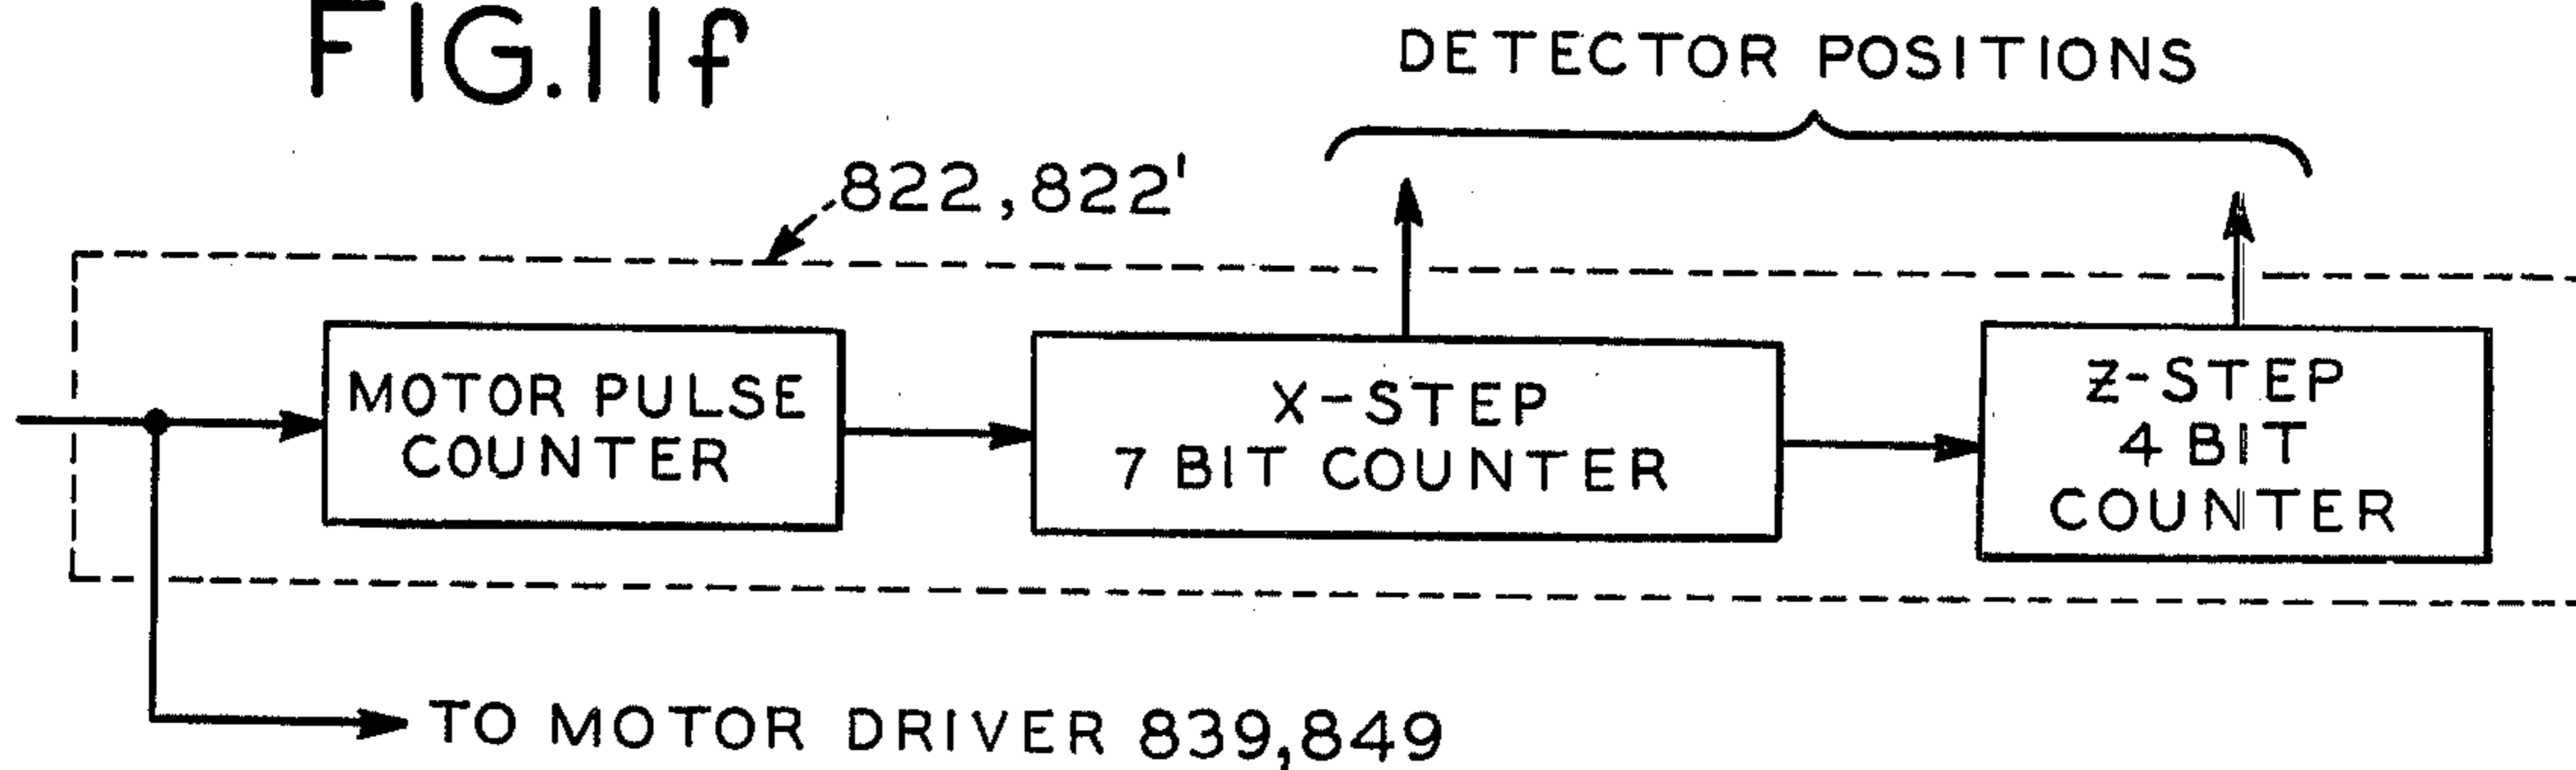 FIG.11f
DETECTOR POSITIONS
822,822'
MOTOR PULSE
COUNTER
X-STEP
7 BIT COUNTER
Z-STEP
4 BIT
COUNTER
TO MOTOR DRIVER 839,849